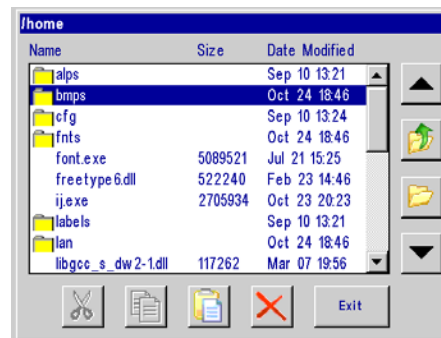 /home
Name Size Date Modified
alps Sep 10 13:21
bmps Oct 24 18:46
cfg Sep 10 13:24
fnts Oct 24 18:46
font.exe 5089521 Jul 21 15:25
freetype6.dll 522240 Feb 23 14:46
ij.exe 2705934 Oct 23 20:23
labels Sep 10 13:21
lan Oct 24 18:46
libgcc_s_dw2-1.dll 117262 Mar 07 19:56
Exit